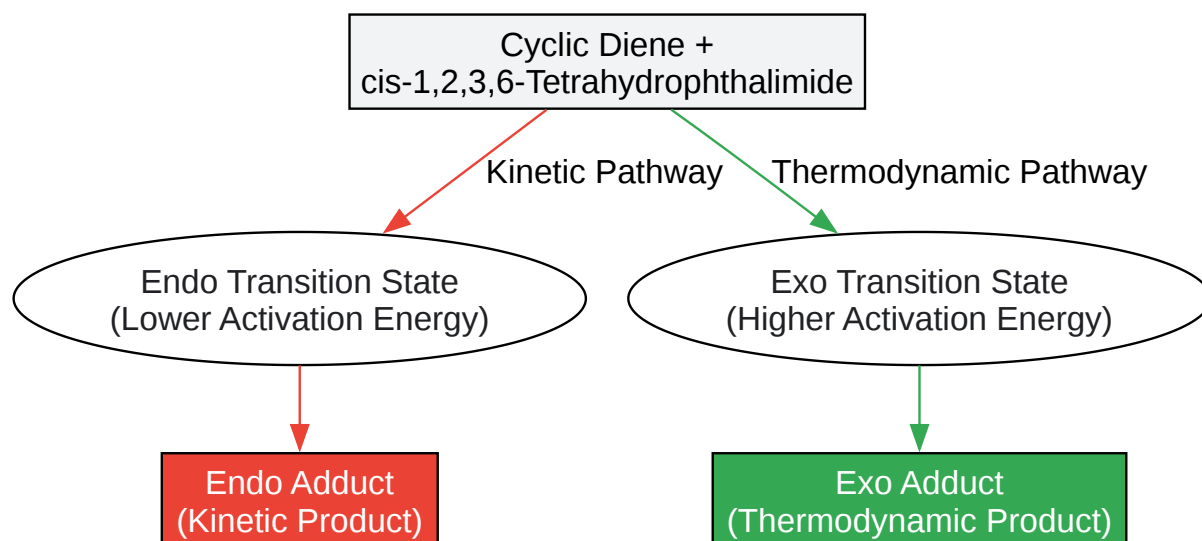 Cyclic Diene +
cis-1,2,3,6-Tetrahydrophthalimide
Kinetic Pathway
Thermodynamic Pathway
Endo Transition State
(Lower Activation Energy)
Exo Transition State
(Higher Activation Energy)
Endo Adduct
(Kinetic Product)
Exo Adduct
(Thermodynamic Product)